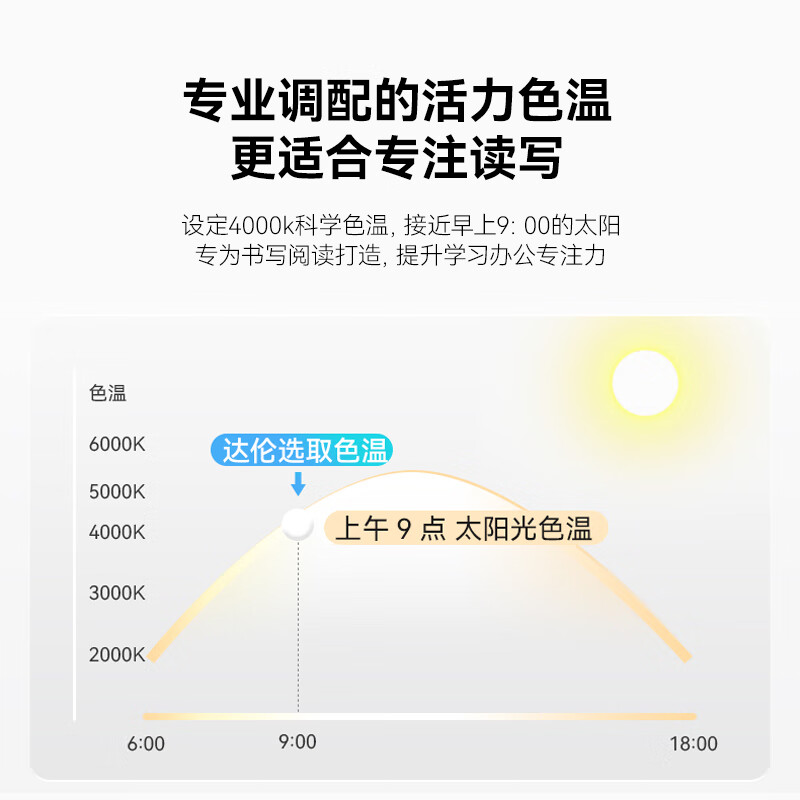 专业调配的活力色温
更适合专注读写
设定4000k科学色温, 接近早上9: 00的太阳
专为书写阅读打造, 提升学习办公专注力
色温
6000K
达伦选取色温
5000K
4000K
上午 9 点 太阳光色温
3000K
2000K
6:00
9:00
18:00